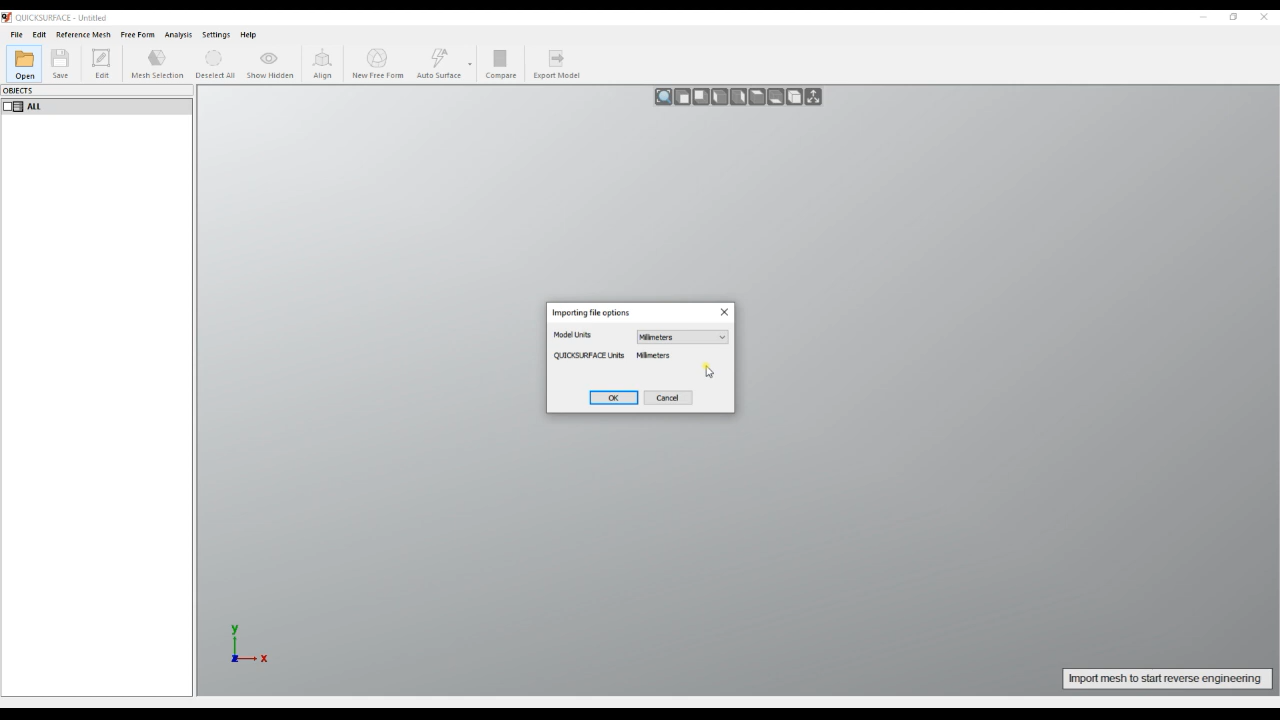 QUICKSURFACE - Untitled
File Edit Reference Mesh Free Form Analysis Settings Help
Open Save Edit Mesh Selection Deselect All Show Hidden Align New Free Form Auto Surface Compare Export Model
OBJECTS
ALL
Importing file options
Model Units Millimeters
QUICKSURFACE Units Millimeters
OK Cancel
y
z x
Import mesh to start reverse engineering